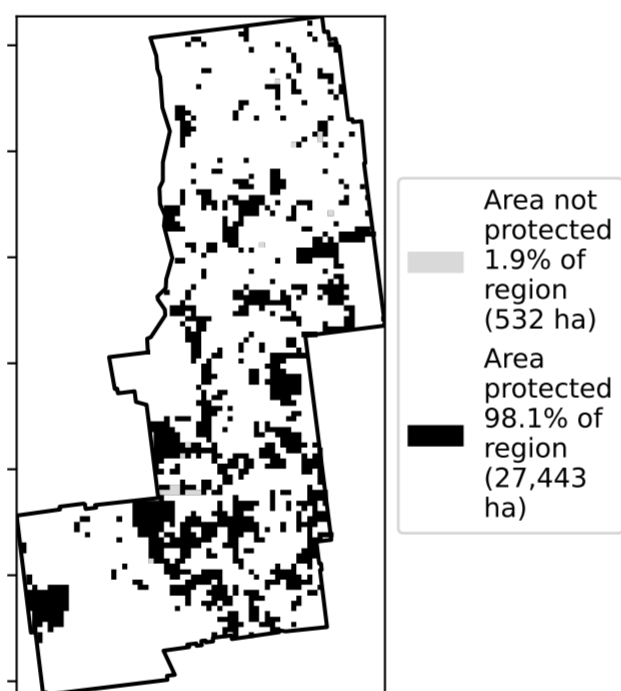 Area not
protected
1.9% of
region
(532 ha)
Area
protected
98.1% of
region
(27,443
ha)